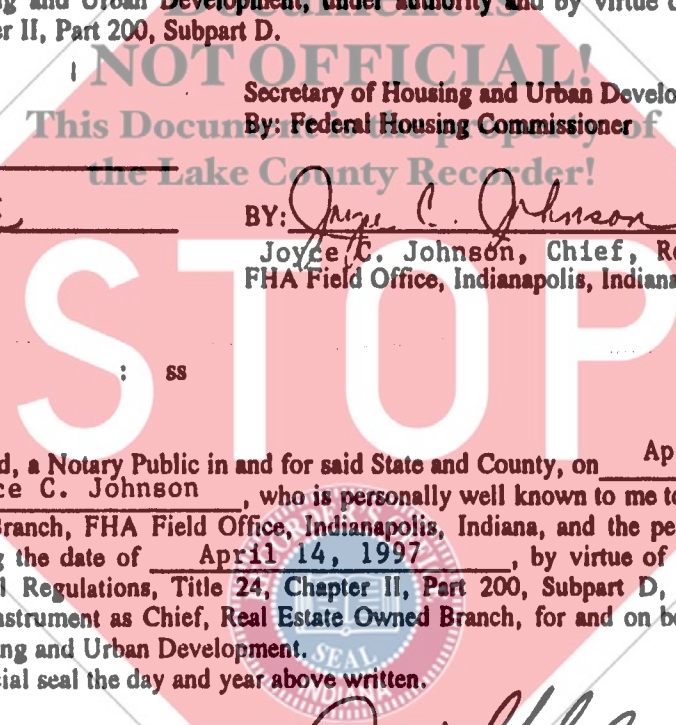 ng and Urban Development, under authority and by virtue
Document is
er II, Part 200, Subpart D.
NOT OFFICIAL!
Secretary of Housing and Urban Develo
This Document is the property of
By: Federal Housing Commissioner
the Lake County Recorder!
BY: Joyce C. Johnson
Joyce C. Johnson, Chief, Re
FHA Field Office, Indianapolis, Indiana
STOP
: ss
d, a Notary Public in and for said State and County, on Ap
ce C. Johnson, who is personally well known to me to
Branch, FHA Field Office, Indianapolis, Indiana, and the pe
g the date of April 14, 1997, by virtue of
l Regulations, Title 24, Chapter II, Part 200, Subpart D,
nstrument as Chief, Real Estate Owned Branch, for and on be
ng and Urban Development.
SEAL
cial seal the day and year above written.
INDIANA